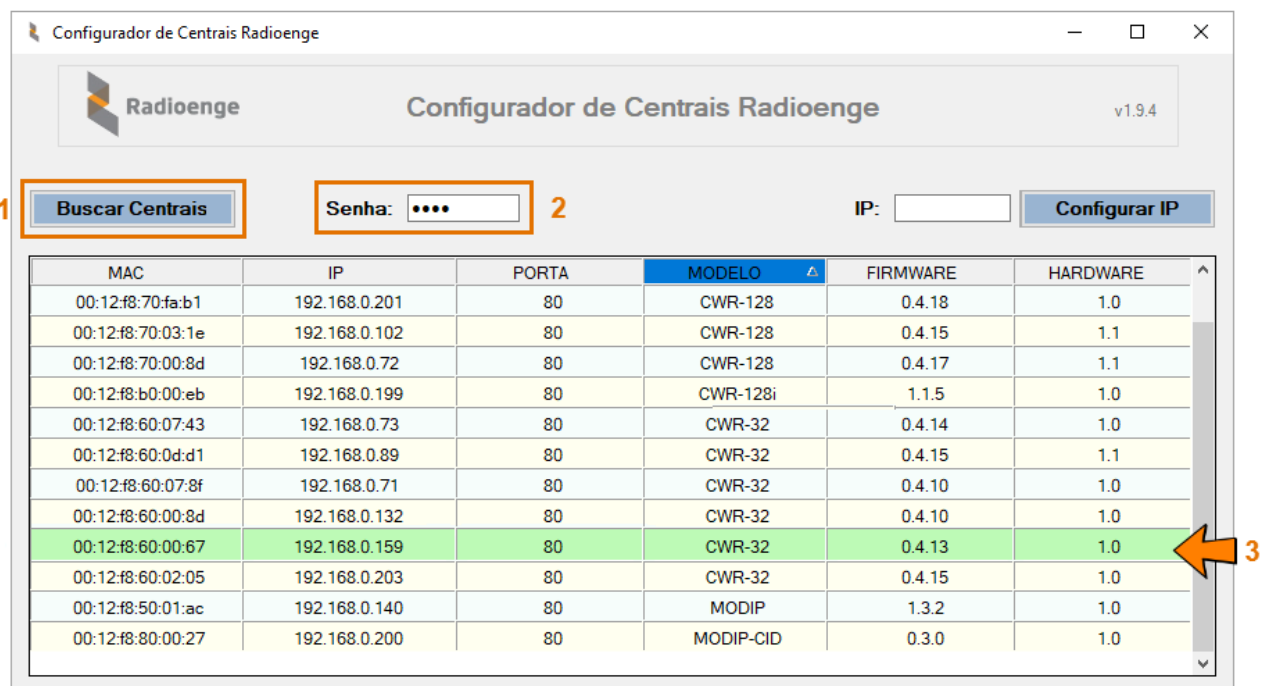 Configurador de Centrais Radioenge
Radioenge Configurador de Centrais Radioenge v1.9.4
1 Buscar Centrais Senha: •••• 2 IP: Configurar IP
MAC IP PORTA MODELO FIRMWARE HARDWARE
00:12:f8:70:fa:b1 192.168.0.201 80 CWR-128 0.4.18 1.0
00:12:f8:70:03:1e 192.168.0.102 80 CWR-128 0.4.15 1.1
00:12:f8:70:00:8d 192.168.0.72 80 CWR-128 0.4.17 1.1
00:12:f8:b0:00:eb 192.168.0.199 80 CWR-128i 1.1.5 1.0
00:12:f8:60:07:43 192.168.0.73 80 CWR-32 0.4.14 1.0
00:12:f8:60:0d:d1 192.168.0.89 80 CWR-32 0.4.15 1.1
00:12:f8:60:07:8f 192.168.0.71 80 CWR-32 0.4.10 1.0
00:12:f8:60:00:8d 192.168.0.132 80 CWR-32 0.4.10 1.0
00:12:f8:60:00:67 192.168.0.159 80 CWR-32 0.4.13 1.0 3
00:12:f8:60:02:05 192.168.0.203 80 CWR-32 0.4.15 1.0
00:12:f8:50:01:ac 192.168.0.140 80 MODIP 1.3.2 1.0
00:12:f8:80:00:27 192.168.0.200 80 MODIP-CID 0.3.0 1.0